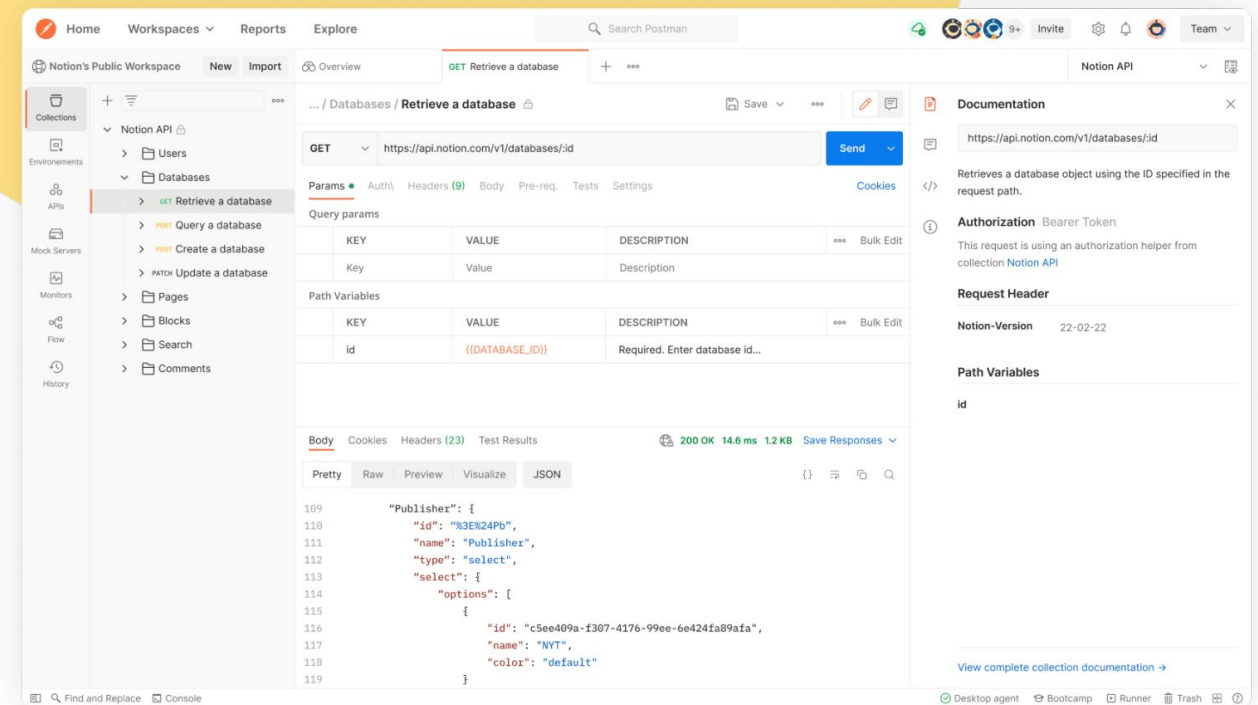 Home Workspaces Reports Explore Search Postman 9+ Invite Team
Notion's Public Workspace New Import Overview GET Retrieve a database Notion API
Collections
Environements
APIs
Mock Servers
Monitors
Flow
History
Notion API
Users
Databases
GET Retrieve a database
POST Query a database
POST Create a database
PATCH Update a database
Pages
Blocks
Search
Comments
... / Databases / Retrieve a database Save
GET https://api.notion.com/v1/databases/:id Send
Params Auth\ Headers (9) Body Pre-req. Tests Settings Cookies
Query params
KEY VALUE DESCRIPTION Bulk Edit
Key Value Description
Path Variables
KEY VALUE DESCRIPTION Bulk Edit
id {{DATABASE_ID}} Required. Enter database id...
Body Cookies Headers (23) Test Results 200 OK 14.6 ms 1.2 KB Save Responses
Pretty Raw Preview Visualize JSON {}
109 “Publisher”: {
110 “id”: “%3E%24Pb”,
111 "name": "Publisher",
112 "type": "select",
113 "select”: {
114 "options": [
115 {
116 "id": "c5ee409a-f307-4176-99ee-6e424fa89afa",
117 "name": "NYT",
118 "color": "default"
119 }
Documentation
https://api.notion.com/v1/databases/:id
Retrieves a database object using the ID specified in the
request path.
Authorization Bearer Token
This request is using an authorization helper from
collection Notion API
Request Header
Notion-Version 22-02-22
Path Variables
id
View complete collection documentation →
Find and Replace Console Desktop agent Bootcamp Runner Trash